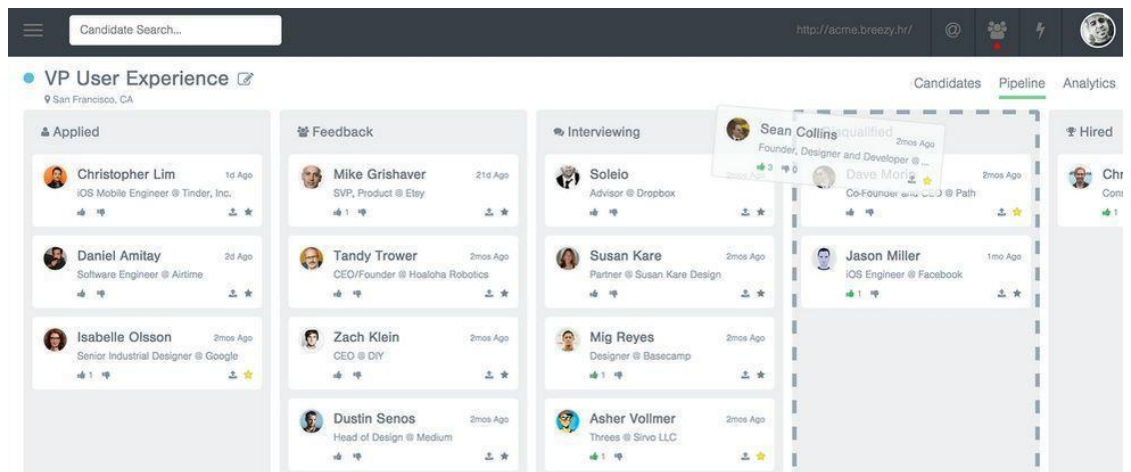 Candidate Search...
http://acme.breezy.hr/
@
VP User Experience
San Francisco, CA
Candidates Pipeline Analytics
Applied
Christopher Lim 1d Ago
iOS Mobile Engineer @ Tinder, Inc.
Daniel Amitay 2d Ago
Software Engineer @ Airtime
Isabelle Olsson 2mos Ago
Senior Industrial Designer @ Google
1
Feedback
Mike Grishaver 21d Ago
SVP, Product @ Etsy
1
Tandy Trower 2mos Ago
CEO/Founder @ Hoaloha Robotics
Zach Klein 2mos Ago
CEO @ DIY
Dustin Senos 2mos Ago
Head of Design @ Medium
Interviewing
Soleio
Advisor @ Dropbox
Susan Kare 2mos Ago
Partner @ Susan Kare Design
Mig Reyes 2mos Ago
Designer @ Basecamp
1
Asher Vollmer 2mos Ago
Threes @ Sirvo LLC
1
Sean Collins 2mos Ago
Founder, Designer and Developer @ ...
3 0
Disqualified
Dave Morin 2mos Ago
Co-Founder and CEO @ Path
Jason Miller 1mo Ago
iOS Engineer @ Facebook
1
Hired
Chr
1